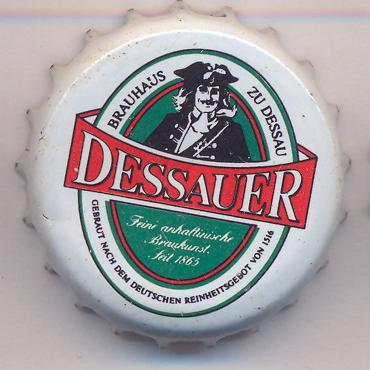 BRAUHAUS ZU DESSAU
DESSAUER
Feine anhaltinische
Braukunst.
Seit 1865
GEBRAUT NACH DEM DEUTSCHEN REINHEITSGEBOT VON 1516